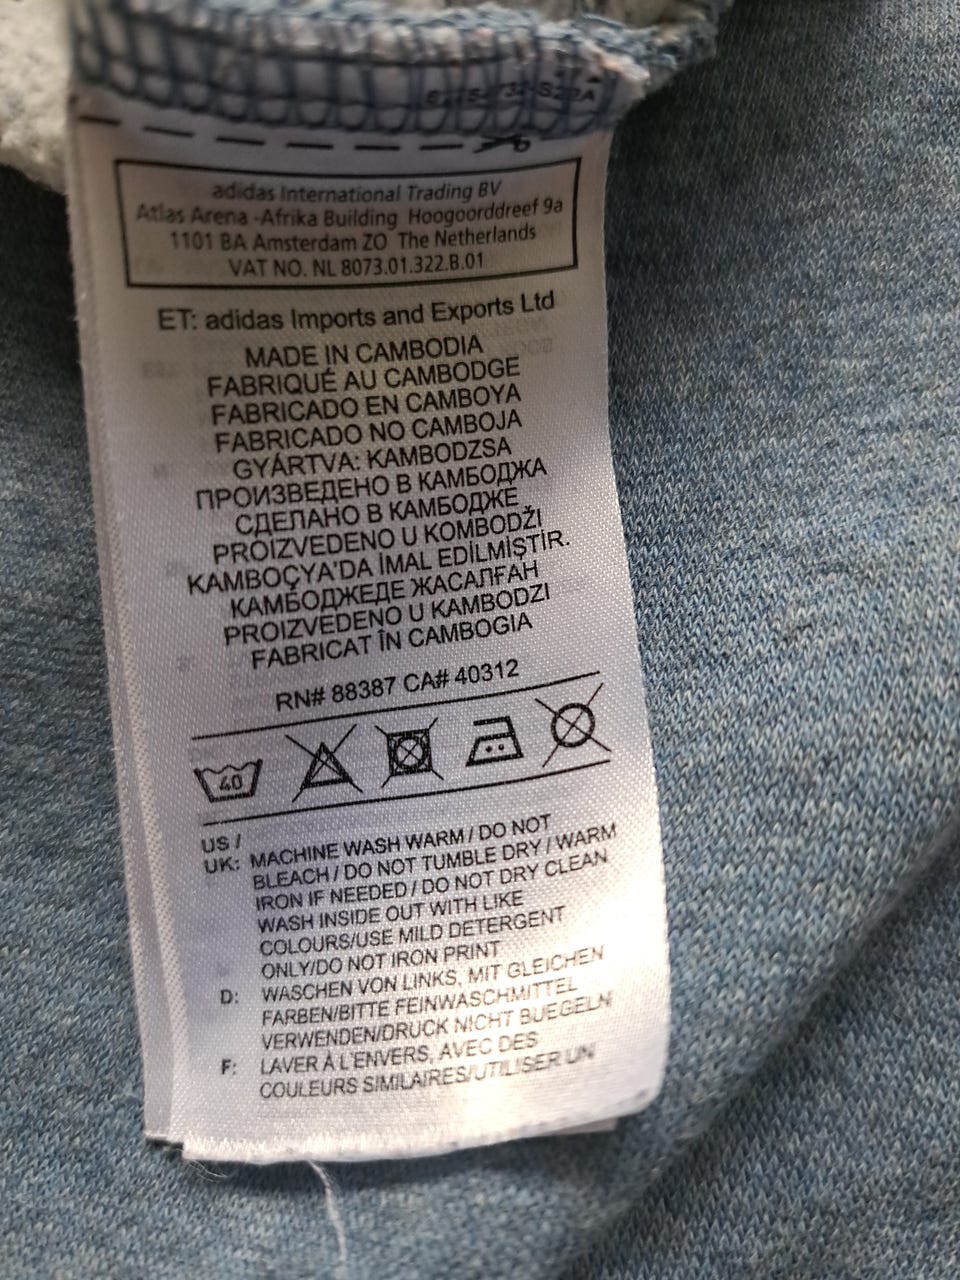 adidas International Trading BV
Atlas Arena -Afrika Building Hoogoorddreef 9a
1101 BA Amsterdam ZO The Netherlands
VAT NO. NL 8073.01.322.B.01
ET: adidas Imports and Exports Ltd
MADE IN CAMBODIA
FABRIQUÉ AU CAMBODGE
FABRICADO EN CAMBOYA
FABRICADO NO CAMBOJA
GYÁRTVA: KAMBODZSA
ПРОИЗВЕДЕНО В КАМБОДЖА
СДЕЛАНО В КАМБОДЖЕ
PROIZVEDENO U KOMBODŽI
KAMBOÇYA'DA İMAL EDİLMİŞTİR.
КАМБОДЖЕДЕ ЖАСАЛҒАН
PROIZVEDENO U KAMBODZI
FABRICAT ÎN CAMBOGIA
RN# 88387 CA# 40312
40
US /
UK: MACHINE WASH WARM / DO NOT
BLEACH / DO NOT TUMBLE DRY / WARM
IRON IF NEEDED / DO NOT DRY CLEAN
WASH INSIDE OUT WITH LIKE
COLOURS/USE MILD DETERGENT
ONLY/DO NOT IRON PRINT
D: WASCHEN VON LINKS, MIT GLEICHEN
FARBEN/BITTE FEINWASCHMITTEL
VERWENDEN/DRUCK NICHT BUEGELN
F: LAVER À L'ENVERS, AVEC DES
COULEURS SIMILAIRES/UTILISER UN